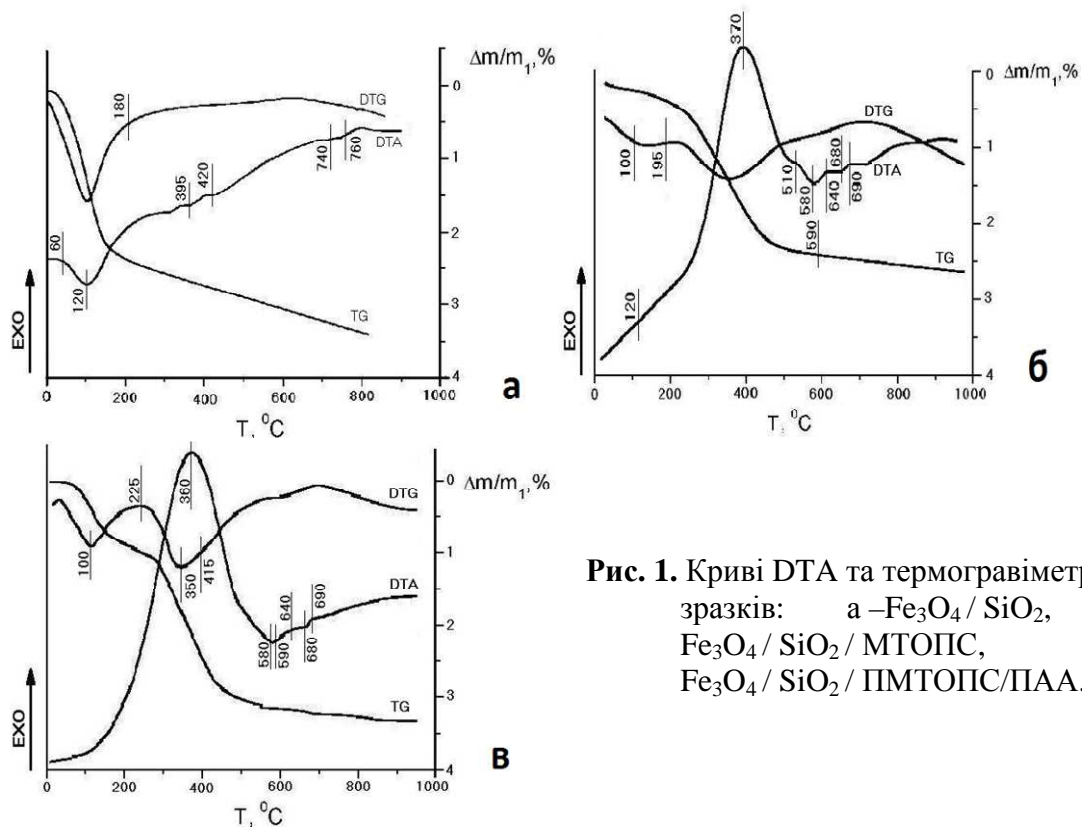 Δm/m₁,%
0
180
DTG
DTA
1
740
760
395
420
2
60
120
3
TG
EXO
4
0
200
400
600
800
1000
T, ⁰C
а
370
Δm/m₁,%
0
DTG
100
195
1
510
580
640
680
690
DTA
2
590
TG
120
3
EXO
4
0
200
400
600
800
1000
T, ⁰C
б
225
360
0
Δm/m₁,%
DTG
100
1
350
415
DTA
640
690
2
580
590
680
3
TG
EXO
4
0
200
400
600
800
1000
T, ⁰C
в
Рис. 1. Криві DTA та термогравіметр
зразків: а –Fe₃O₄ / SiO₂,
Fe₃O₄ / SiO₂ / МТОПС,
Fe₃O₄ / SiO₂ / ПМТОПС/ПАА.